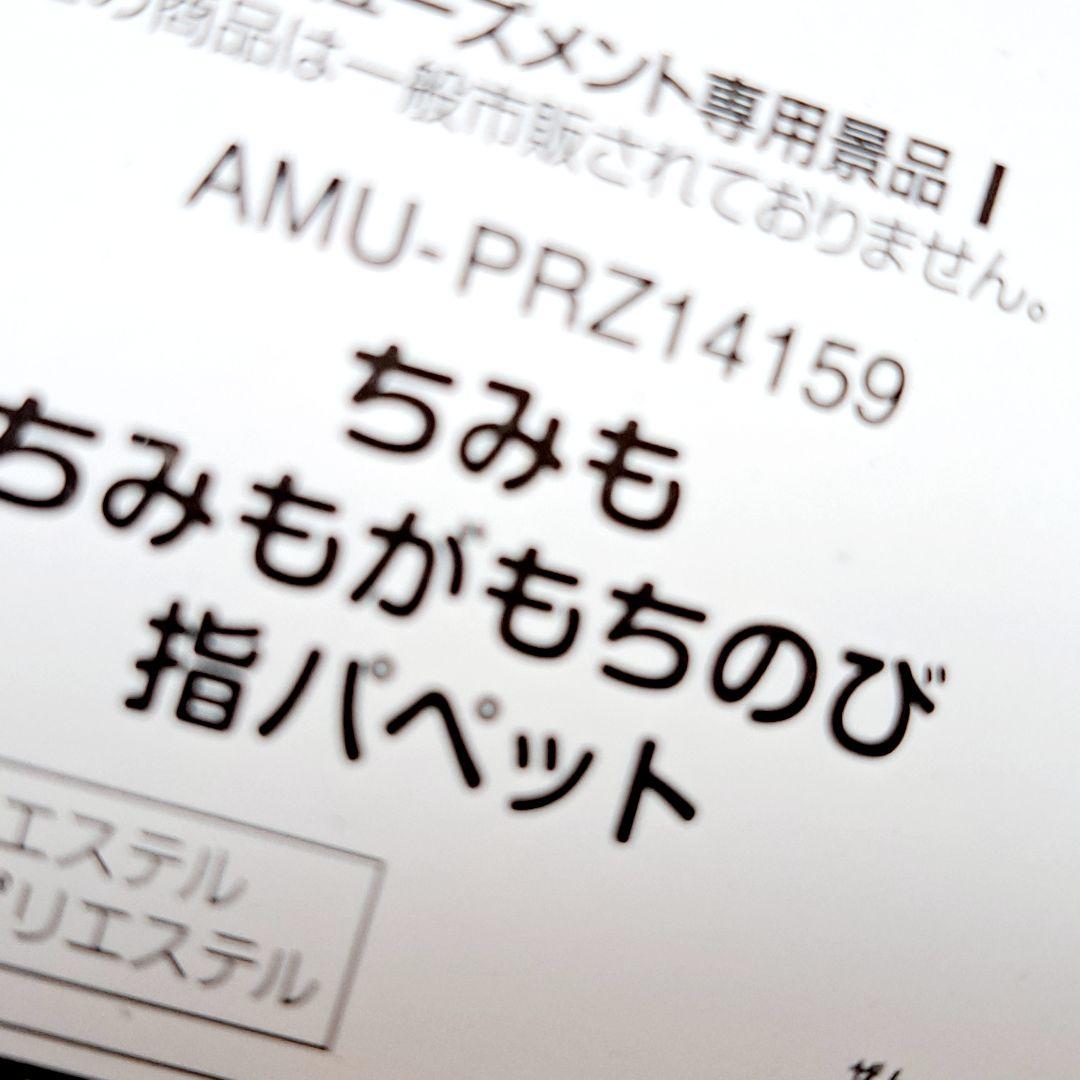 ューズメント専用景品
の商品は一般市販されておりません。
AMU-PRZ14159
ちみも
ちみもがもちのび
指パペット
エステル
ポリエステル